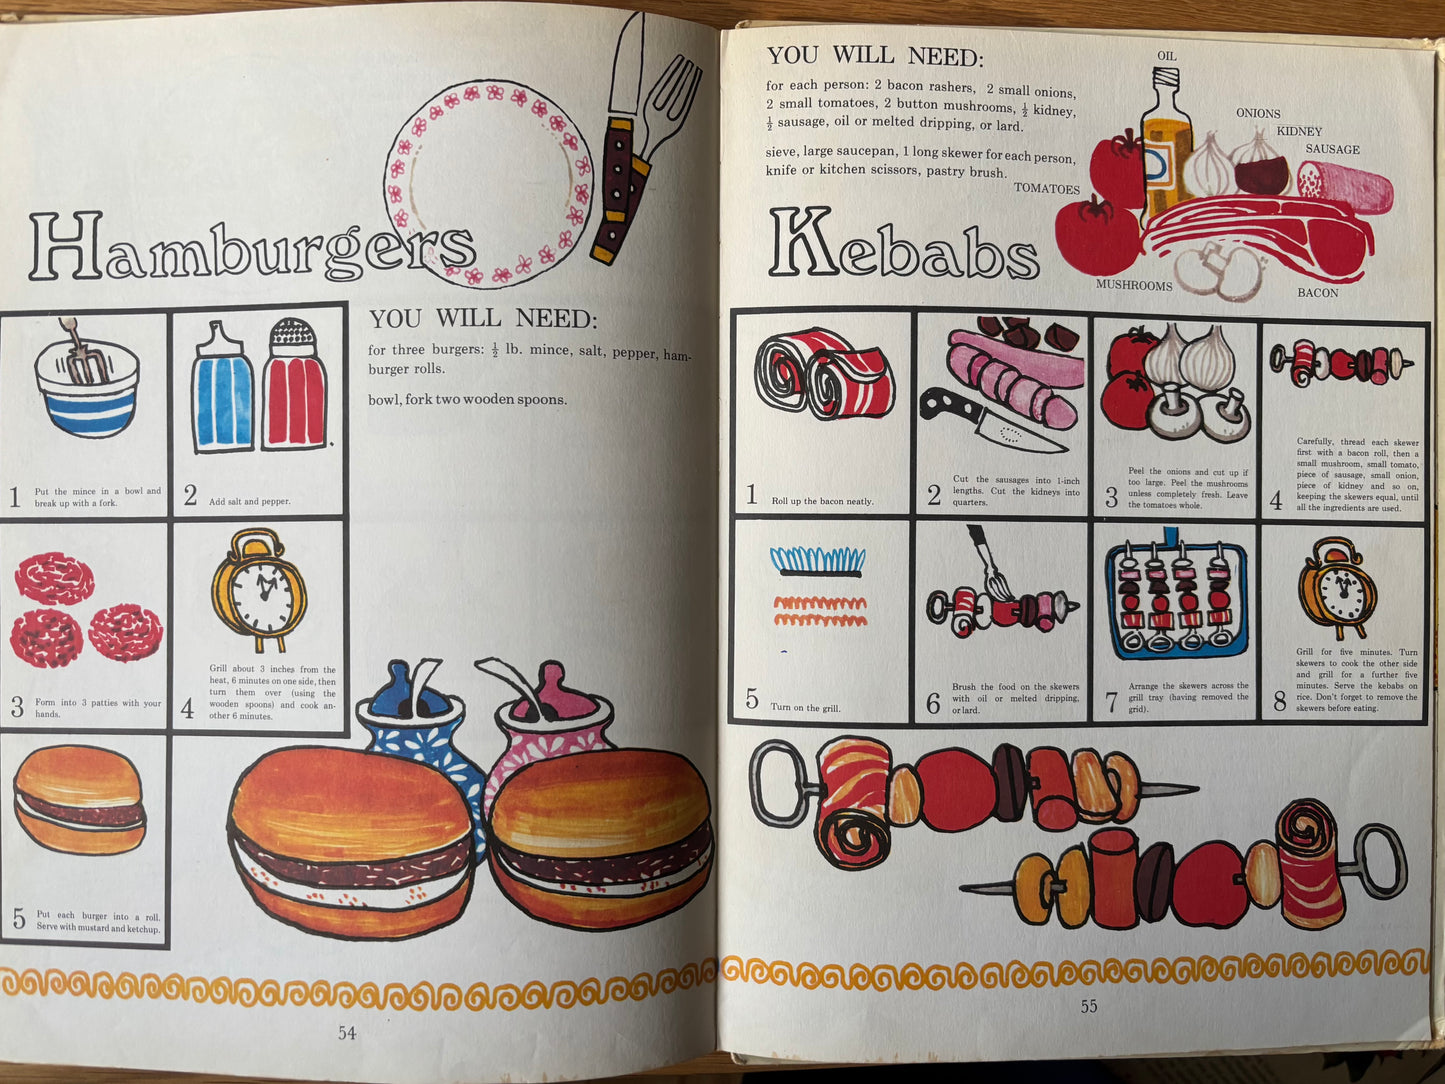 Hamburgers
YOU WILL NEED:
for three burgers: ½ lb. mince, salt, pepper, ham-
burger rolls.
bowl, fork two wooden spoons.
1 Put the mince in a bowl and
break up with a fork.
2 Add salt and pepper.
3 Form into 3 patties with your
hands.
4 Grill about 3 inches from the
heat, 6 minutes on one side, then
turn them over (using the
wooden spoons) and cook an-
other 6 minutes.
5 Put each burger into a roll.
Serve with mustard and ketchup.
54
YOU WILL NEED:
for each person: 2 bacon rashers, 2 small onions,
2 small tomatoes, 2 button mushrooms, ½ kidney,
½ sausage, oil or melted dripping, or lard.
sieve, large saucepan, 1 long skewer for each person,
knife or kitchen scissors, pastry brush.
OIL
ONIONS
KIDNEY
SAUSAGE
TOMATOES
MUSHROOMS
BACON
Kebabs
1 Roll up the bacon neatly.
2 Cut the sausages into 1-inch
lengths. Cut the kidneys into
quarters.
3 Peel the onions and cut up if
too large. Peel the mushrooms
unless completely fresh. Leave
the tomatoes whole.
4 Carefully, thread each skewer
first with a bacon roll, then a
small mushroom, small tomato,
piece of sausage, small onion,
piece of kidney and so on,
keeping the skewers equal, until
all the ingredients are used.
5 Turn on the grill.
6 Brush the food on the skewers
with oil or melted dripping,
or lard.
7 Arrange the skewers across the
grill tray (having removed the
grid).
8 Grill for five minutes. Turn
skewers to cook the other side
and grill for a further five
minutes. Serve the kebabs on
rice. Don't forget to remove the
skewers before eating.
55